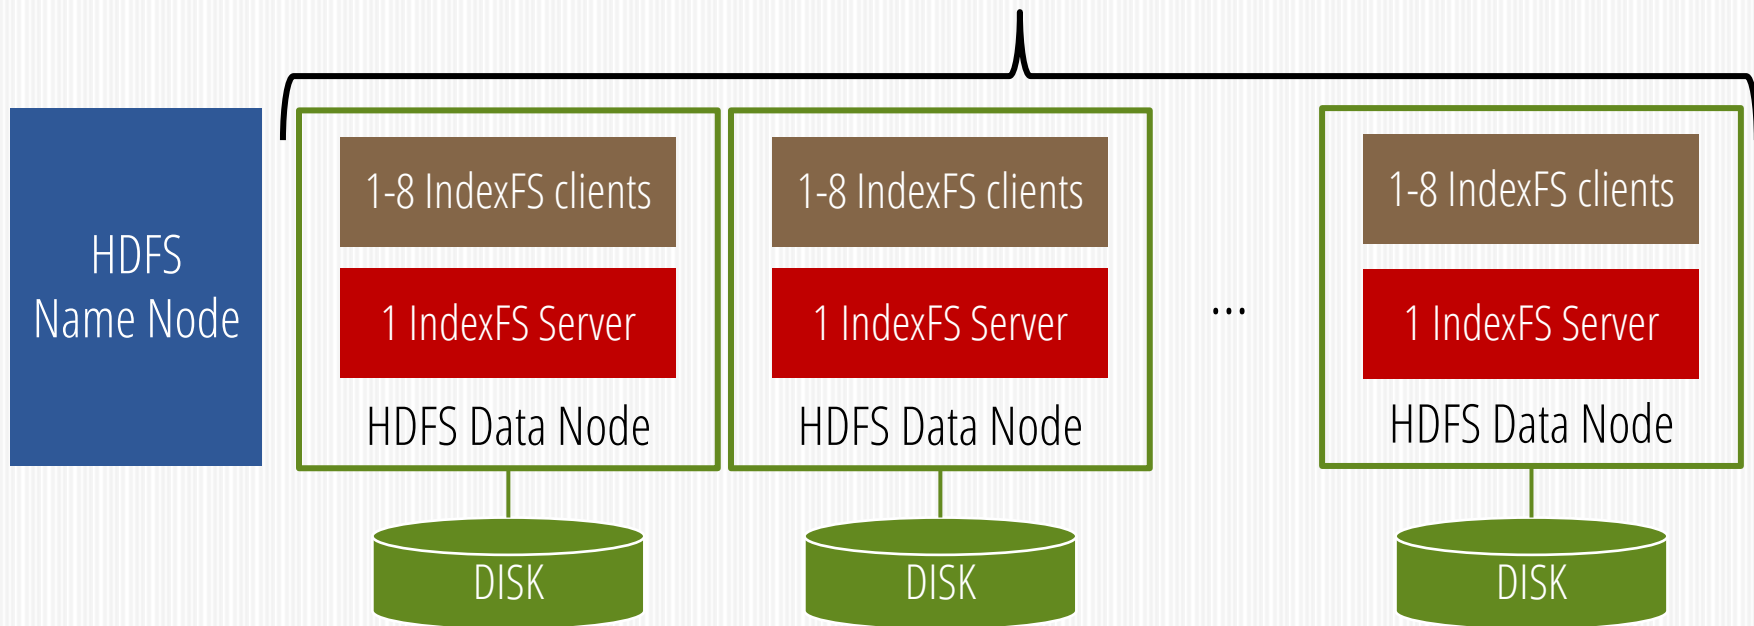 HDFS
Name Node
1-8 IndexFS clients
1 IndexFS Server
HDFS Data Node
DISK
1-8 IndexFS clients
1 IndexFS Server
HDFS Data Node
DISK
...
1-8 IndexFS clients
1 IndexFS Server
HDFS Data Node
DISK